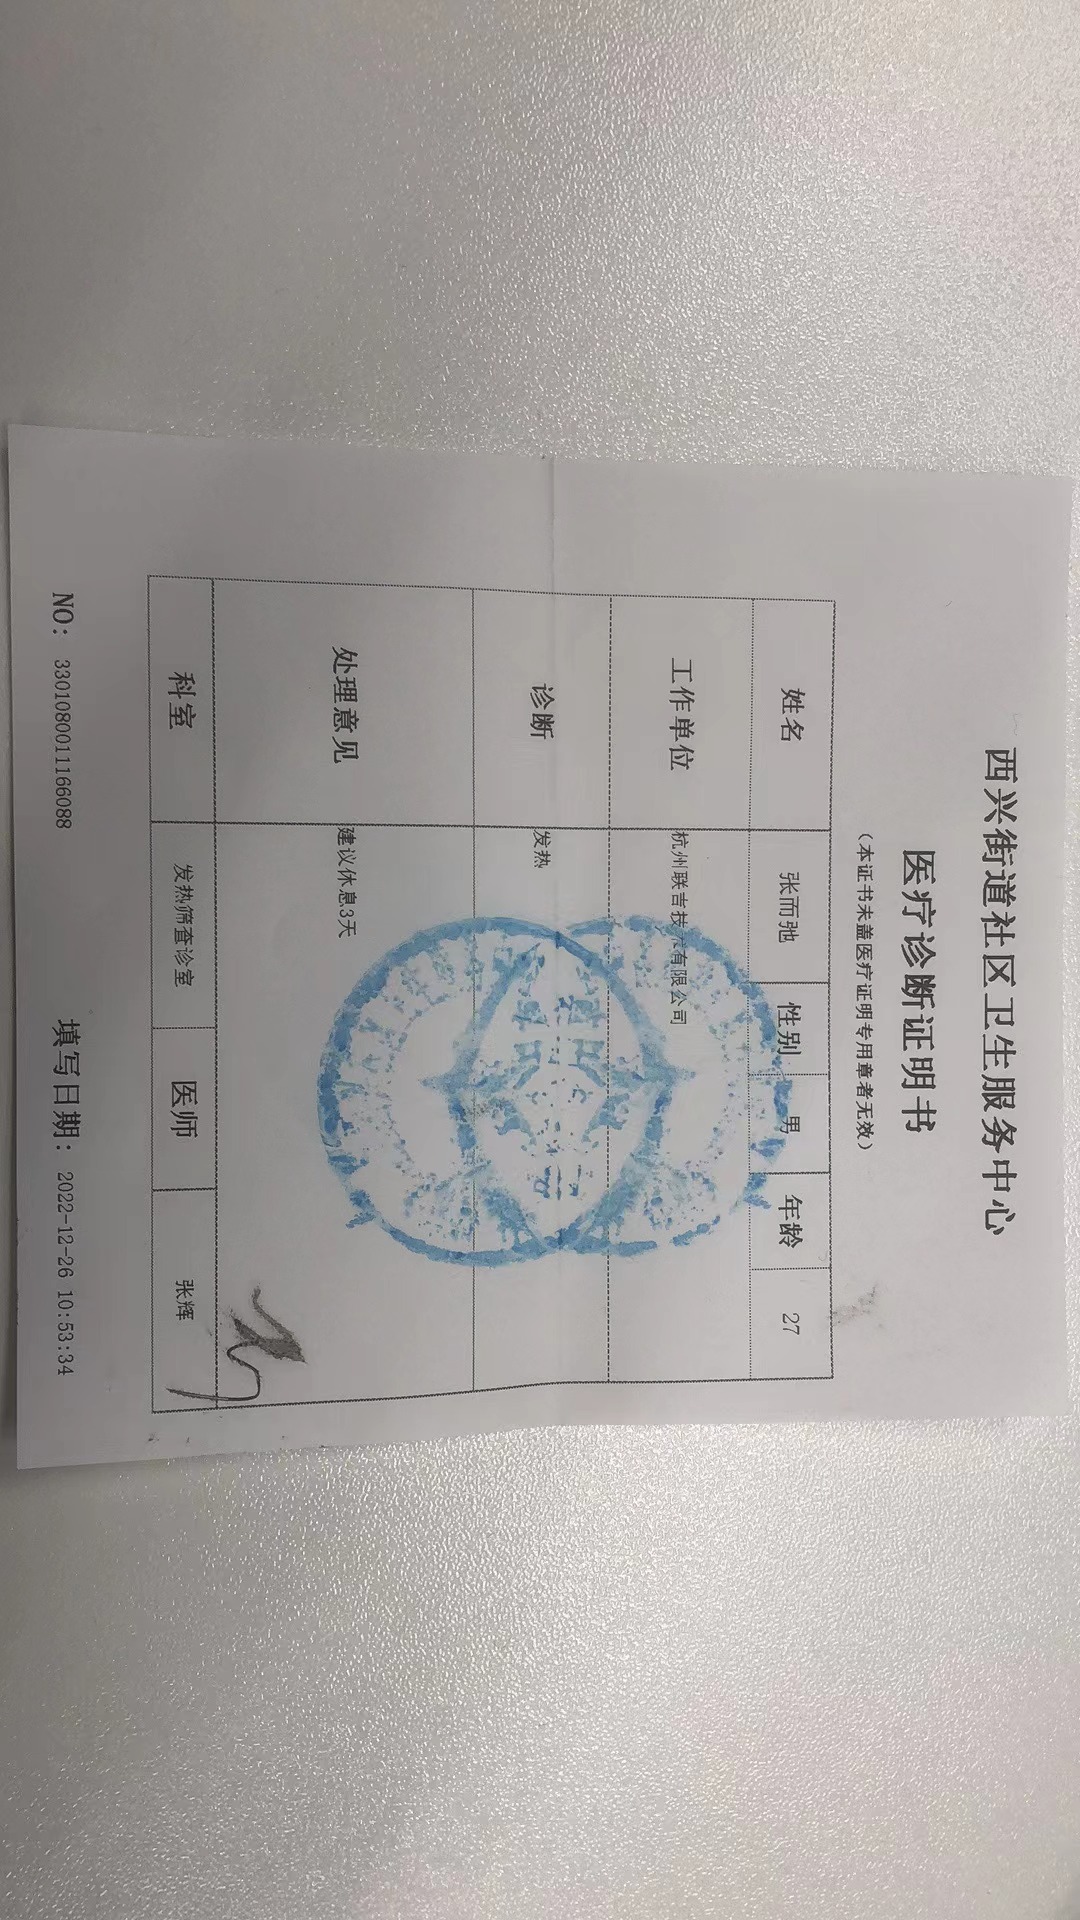 西兴街道社区卫生服务中心
医疗诊断证明书
（本证书未盖医疗证明专用章者无效）
姓名 张而弛 性别 男 年龄 27
工作单位 杭州联吉技术有限公司
诊断 发热
处理意见 建议休息3天
科室 发热筛查诊室 医师 张辉
NO: 330108001166088 填写日期: 2022-12-26 10:53:34